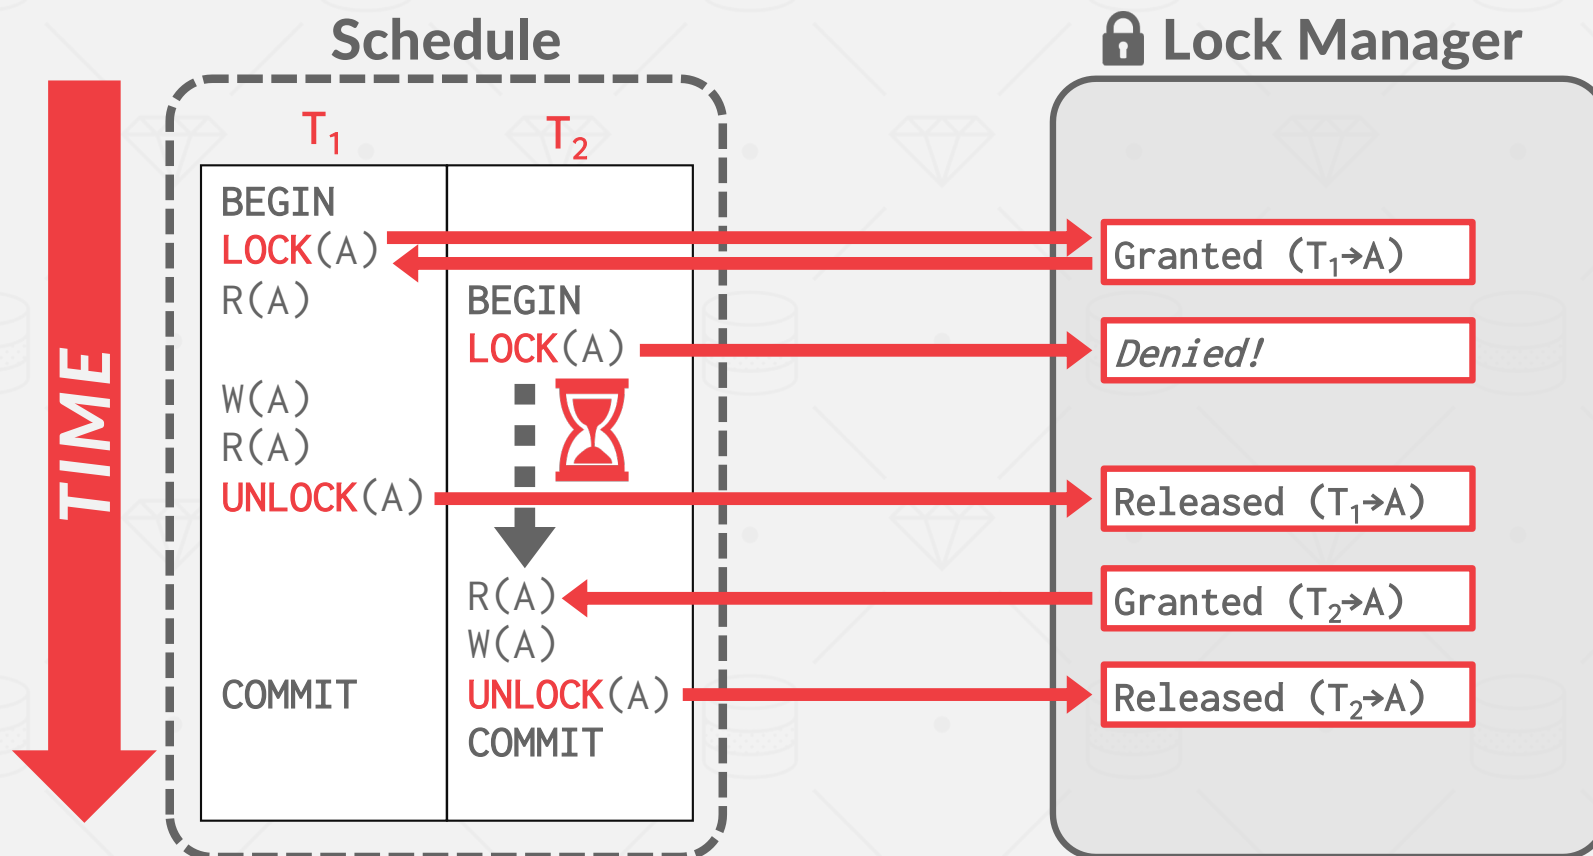 Schedule
Lock Manager
TIME
T₁
T₂
BEGIN
LOCK(A)
R(A)
W(A)
R(A)
UNLOCK(A)
COMMIT
BEGIN
LOCK(A)
R(A)
W(A)
UNLOCK(A)
COMMIT
Granted (T₁→A)
Denied!
Released (T₁→A)
Granted (T₂→A)
Released (T₂→A)